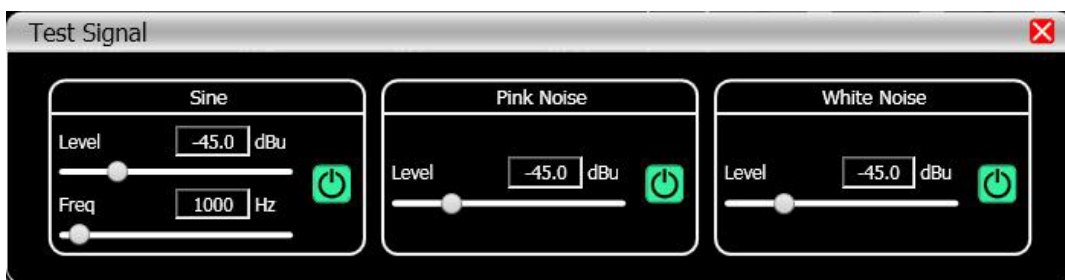 Test Signal
Sine
Level -45.0 dBu
Freq 1000 Hz
Pink Noise
Level -45.0 dBu
White Noise
Level -45.0 dBu